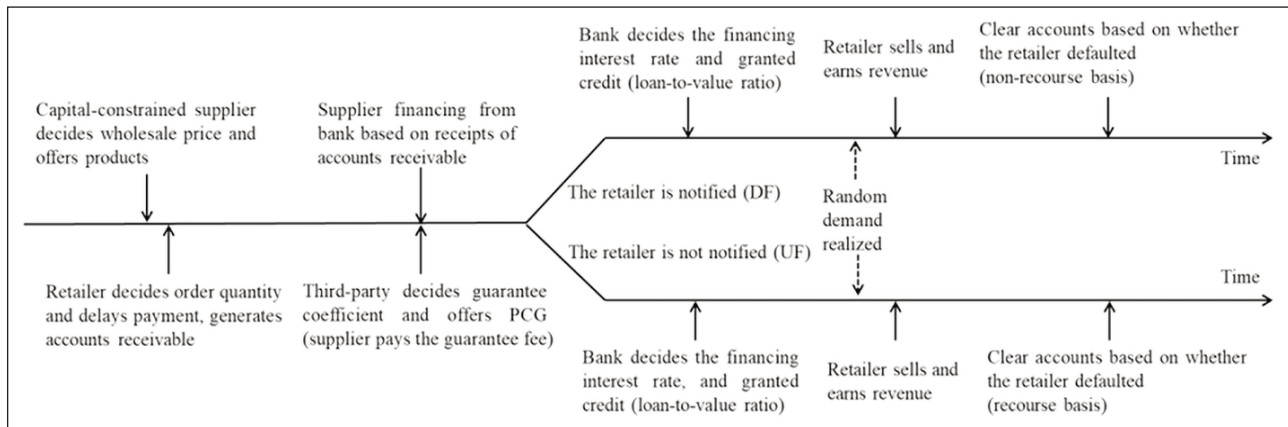 Capital-constrained supplier
decides wholesale price and
offers products
Retailer decides order quantity
and delays payment, generates
accounts receivable
Supplier financing from
bank based on receipts of
accounts receivable
Third-party decides guarantee
coefficient and offers PCG
(supplier pays the guarantee fee)
Bank decides the financing
interest rate and granted
credit (loan-to-value ratio)
Retailer sells and
earns revenue
Clear accounts based on whether
the retailer defaulted
(non-recourse basis)
Time
The retailer is notified (DF)
Random
demand
realized
The retailer is not notified (UF)
Time
Bank decides the financing
interest rate, and granted
credit (loan-to-value ratio)
Retailer sells and
earns revenue
Clear accounts based on whether
the retailer defaulted
(recourse basis)